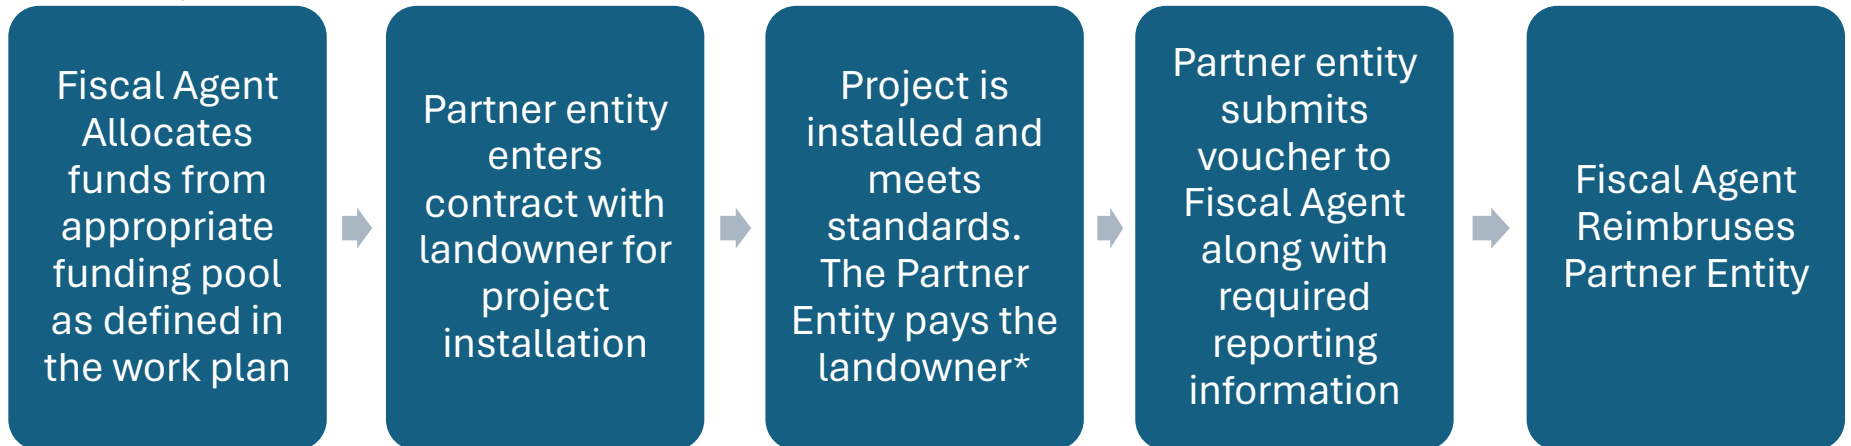 Fiscal Agent
Allocates
funds from
appropriate
funding pool
as defined in
the work plan
Partner entity
enters
contract with
landowner for
project
installation
Project is
installed and
meets
standards.
The Partner
Entity pays the
landowner*
Partner entity
submits
voucher to
Fiscal Agent
along with
required
reporting
information
Fiscal Agent
Reimbruses
Partner Entity